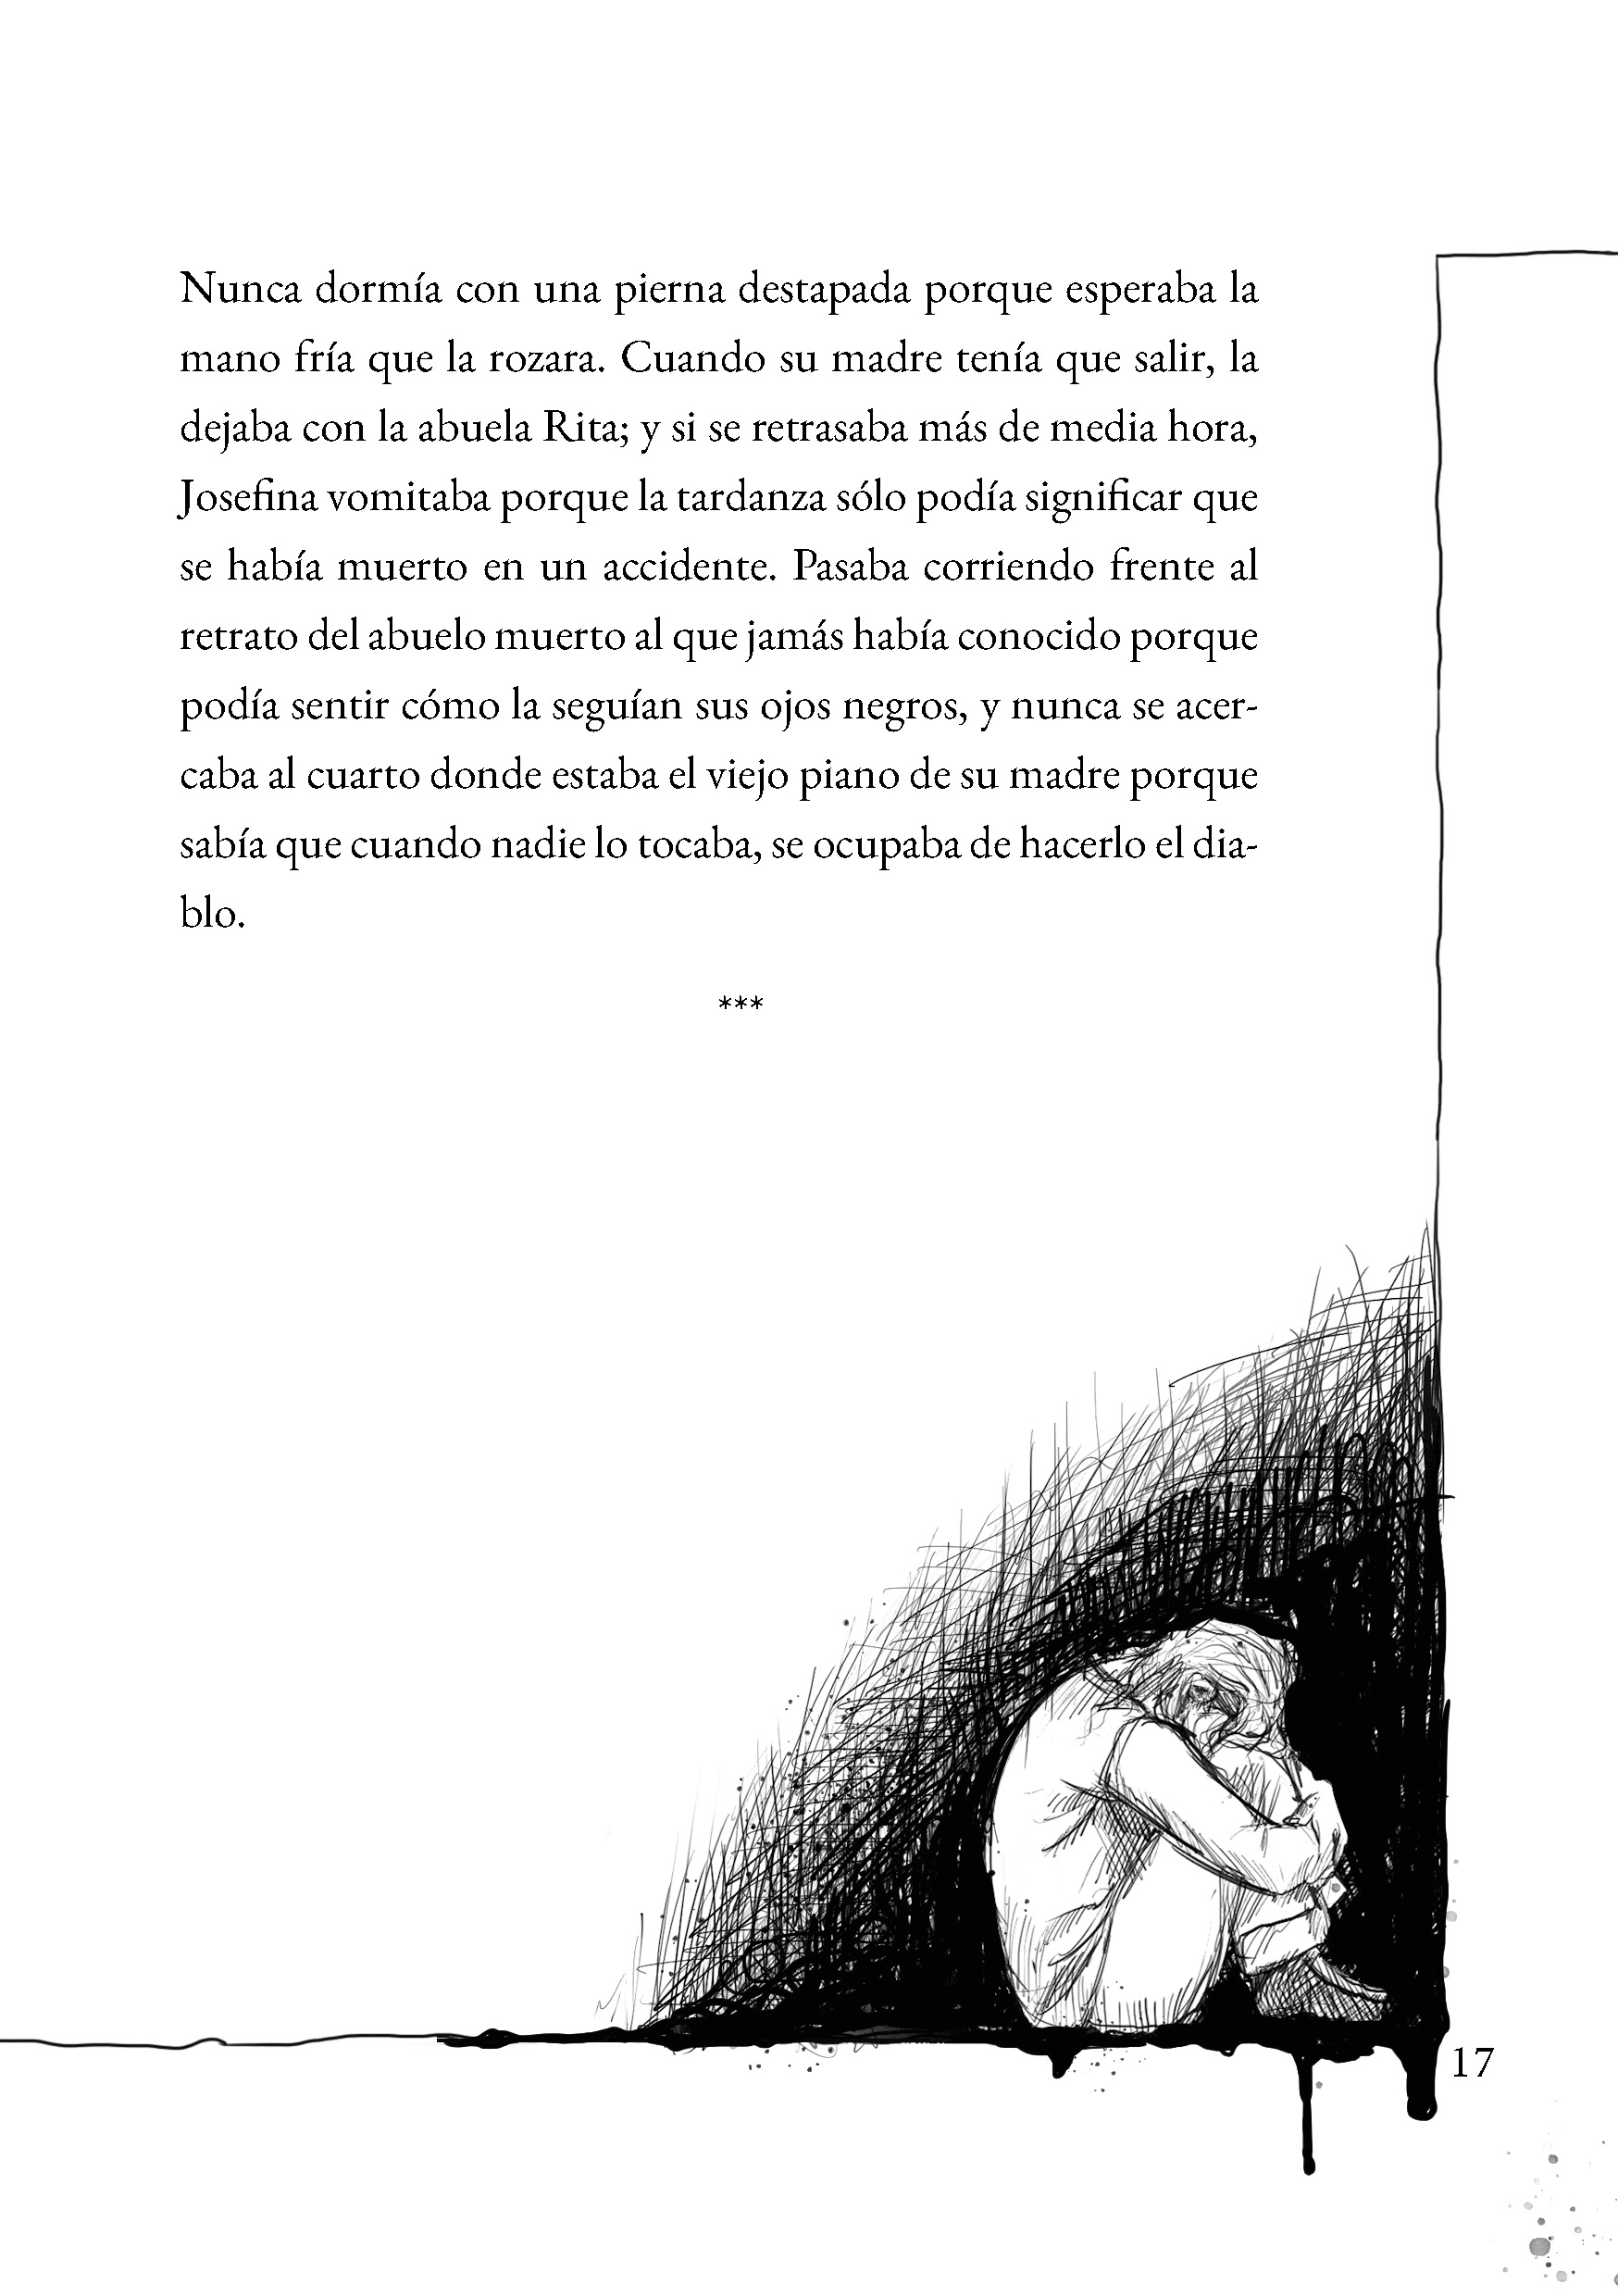 Nunca dormía con una pierna destapada porque esperaba la
mano fría que la rozara. Cuando su madre tenía que salir, la
dejaba con la abuela Rita; y si se retrasaba más de media hora,
Josefina vomitaba porque la tardanza sólo podía significar que
se había muerto en un accidente. Pasaba corriendo frente al
retrato del abuelo muerto al que jamás había conocido porque
podía sentir cómo la seguían sus ojos negros, y nunca se acer-
caba al cuarto donde estaba el viejo piano de su madre porque
sabía que cuando nadie lo tocaba, se ocupaba de hacerlo el dia-
blo.
***
17